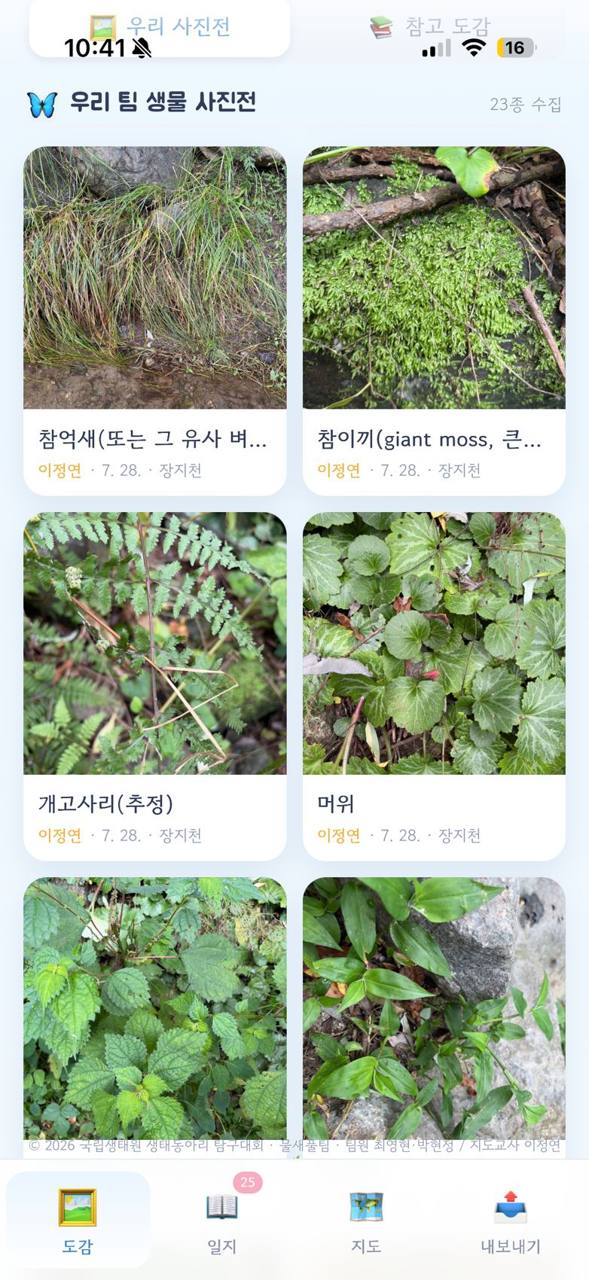 우리 사진전
참고 도감
10:41
16
우리 팀 생물 사진전
23종 수집
참억새(또는 그 유사 벼...
이정연 · 7. 28. · 장지천
참이끼(giant moss, 큰...
이정연 · 7. 28. · 장지천
개고사리(추정)
이정연 · 7. 28. · 장지천
머위
이정연 · 7. 28. · 장지천
© 2026 국립생태원 생태동아리 탐구대회 · 물새풀팀 · 팀원 최영현·박현정 / 지도교사 이정연
25
도감
일지
지도
내보내기